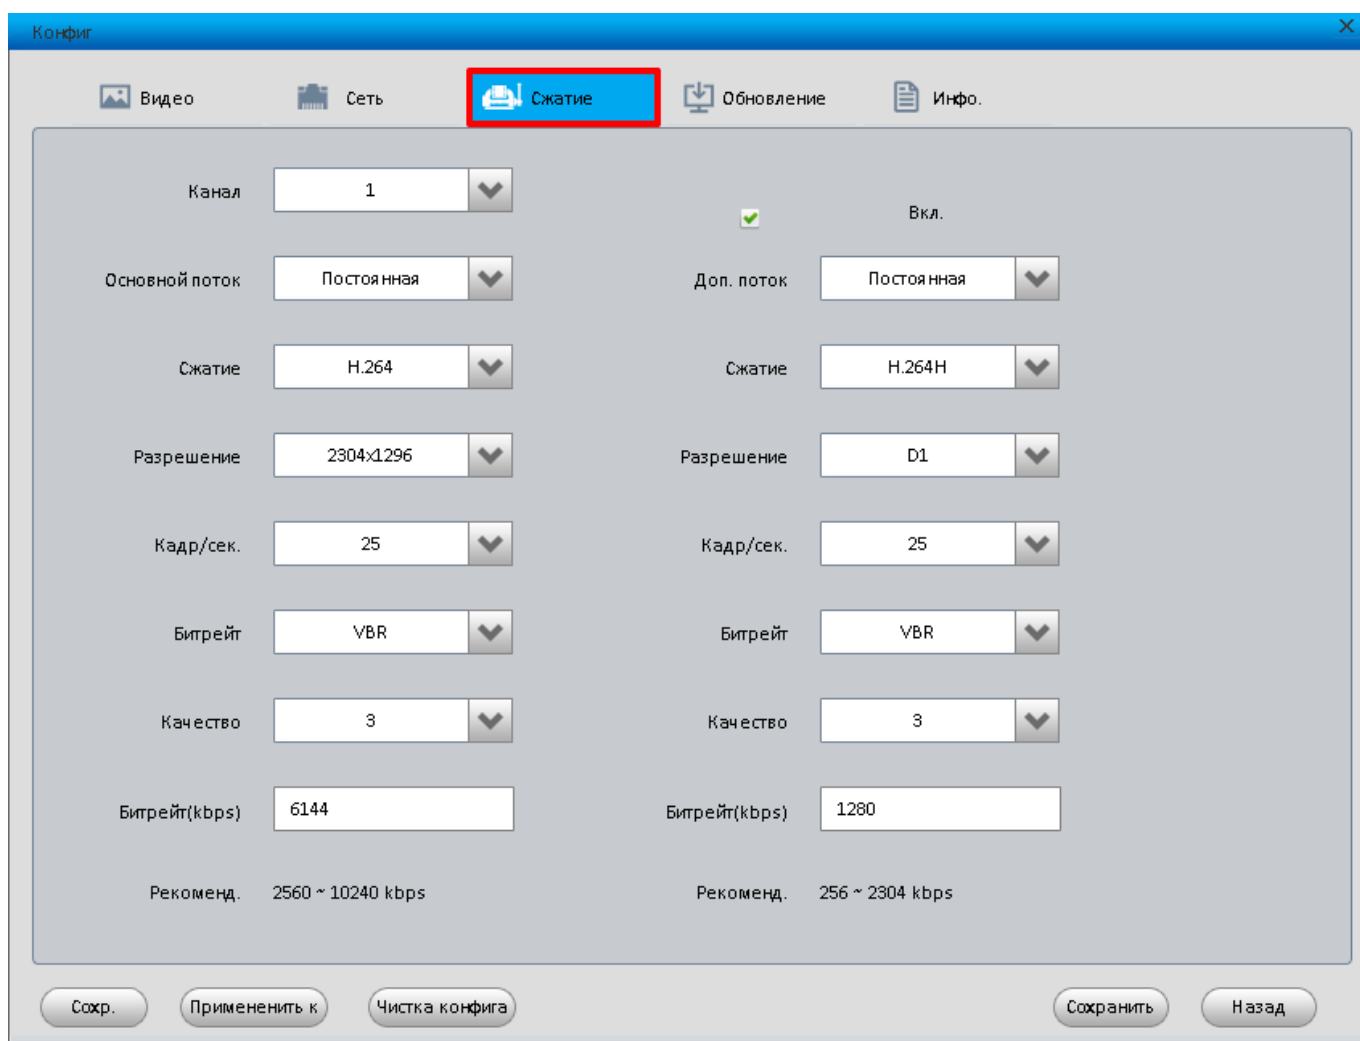 Конфиг
Видео Сеть Сжатие Обновление Инфо.
Канал 1
Вкл.
Основной поток Постоянная Доп. поток Постоянная
Сжатие H.264 Сжатие H.264H
Разрешение 2304x1296 Разрешение D1
Кадр/сек. 25 Кадр/сек. 25
Битрейт VBR Битрейт VBR
Качество 3 Качество 3
Битрейт(kbps) 6144 Битрейт(kbps) 1280
Рекоменд. 2560 ~ 10240 kbps Рекоменд. 256 ~ 2304 kbps
Сохр. Примененить к Чистка конфига Сохранить Назад